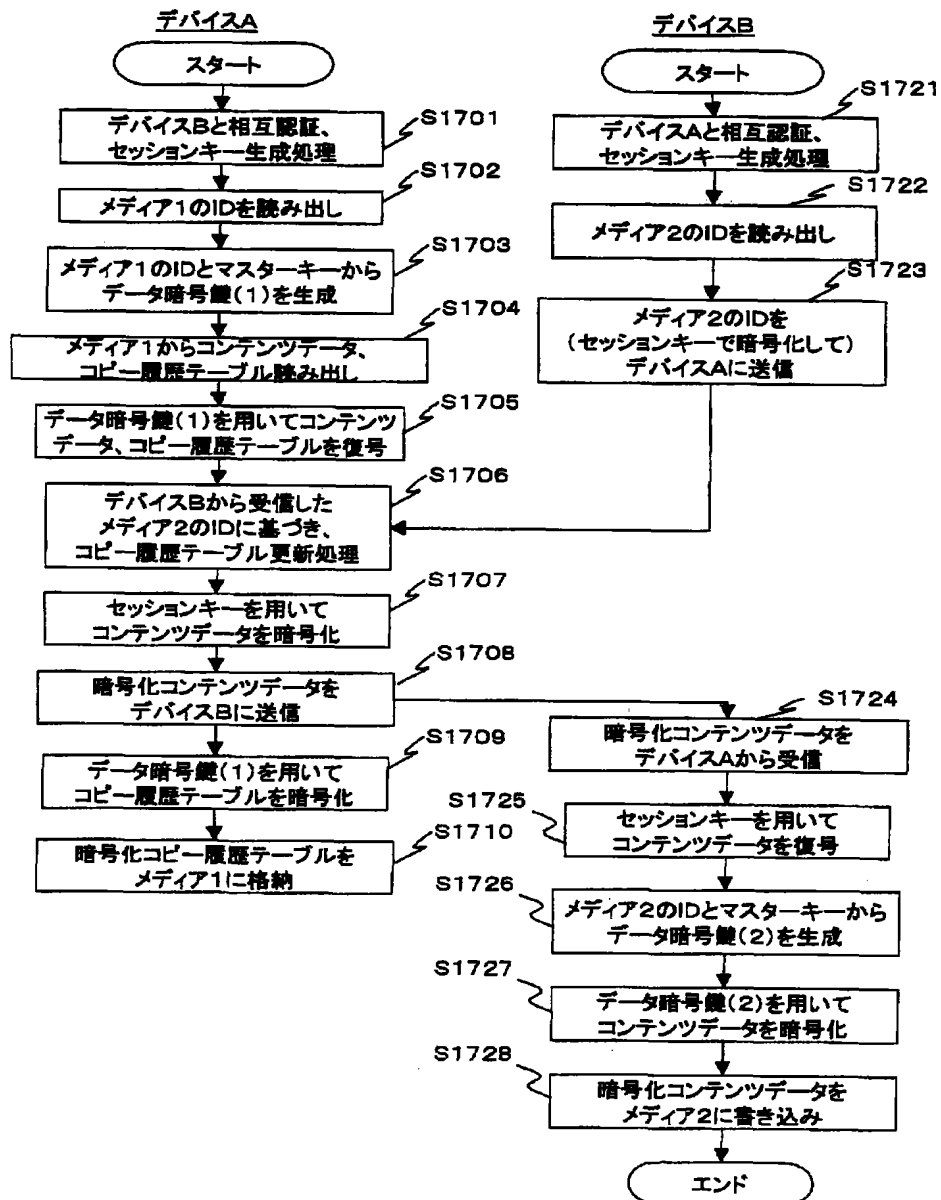 デバイスA
スタート
S1701
デバイスBと相互認証、
セッションキー生成処理
S1702
メディア1のIDを読み出し
S1703
メディア1のIDとマスターキーから
データ暗号鍵(1)を生成
S1704
メディア1からコンテンツデータ、
コピー履歴テーブル読み出し
S1705
データ暗号鍵(1)を用いてコンテンツ
データ、コピー履歴テーブルを復号
S1706
デバイスBから受信した
メディア2のIDに基づき、
コピー履歴テーブル更新処理
S1707
セッションキーを用いて
コンテンツデータを暗号化
S1708
暗号化コンテンツデータを
デバイスBに送信
S1709
データ暗号鍵(1)を用いて
コピー履歴テーブルを暗号化
S1710
暗号化コピー履歴テーブルを
メディア1に格納
デバイスB
スタート
S1721
デバイスAと相互認証、
セッションキー生成処理
S1722
メディア2のIDを読み出し
S1723
メディア2のIDを
(セッションキーで暗号化して)
デバイスAに送信
S1724
暗号化コンテンツデータを
デバイスAから受信
S1725
セッションキーを用いて
コンテンツデータを復号
S1726
メディア2のIDとマスターキーから
データ暗号鍵(2)を生成
S1727
データ暗号鍵(2)を用いて
コンテンツデータを暗号化
S1728
暗号化コンテンツデータを
メディア2に書き込み
エンド